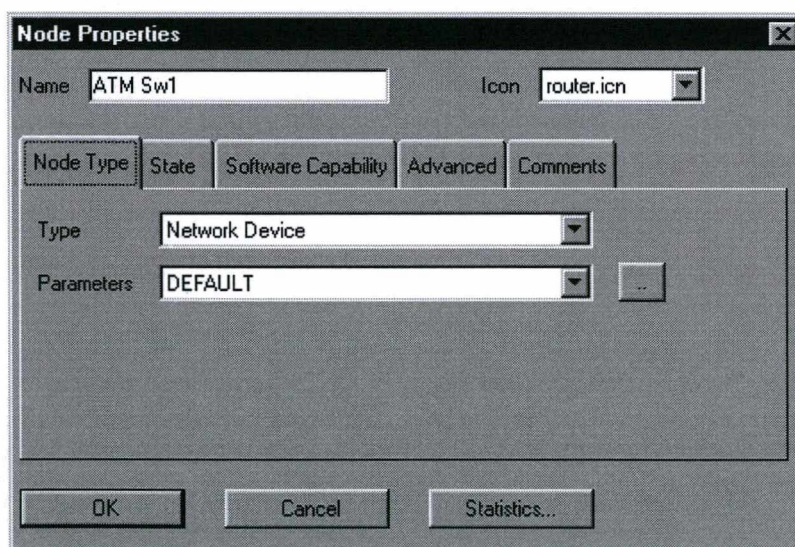 Node Properties
Name ATM Sw1 Icon router.icn
Node Type State Software Capability Advanced Comments
Type Network Device
Parameters DEFAULT ..
OK Cancel Statistics...